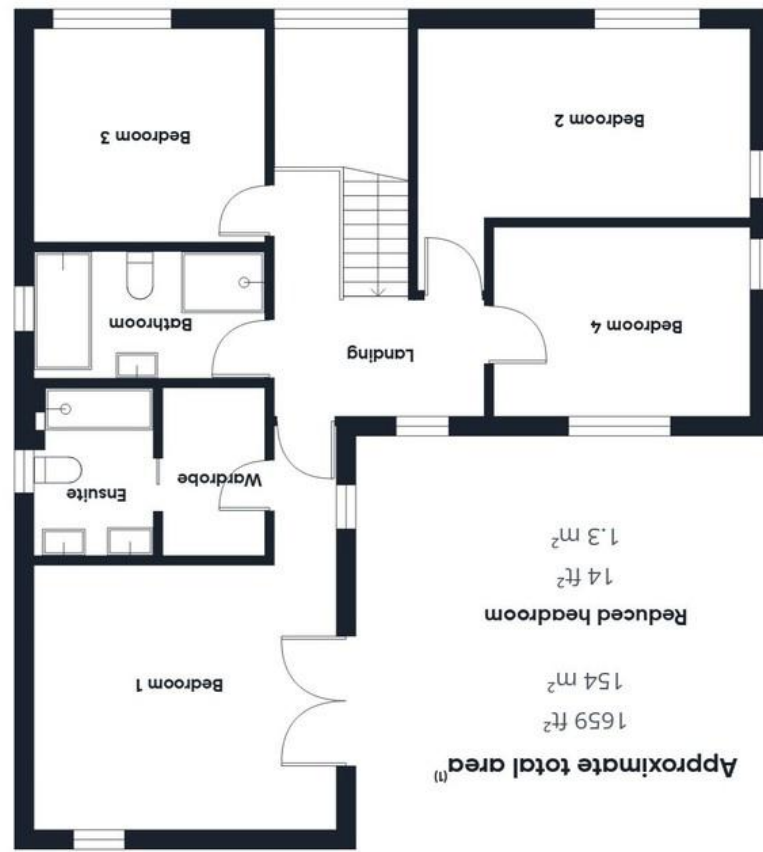 Approximate total area⁽¹⁾
1659 ft²
154 m²
Reduced headroom
14 ft²
1.3 m²
Bedroom 1
Wardrobe
Ensuite
Landing
Bathroom
Bedroom 4
Bedroom 2
Bedroom 3